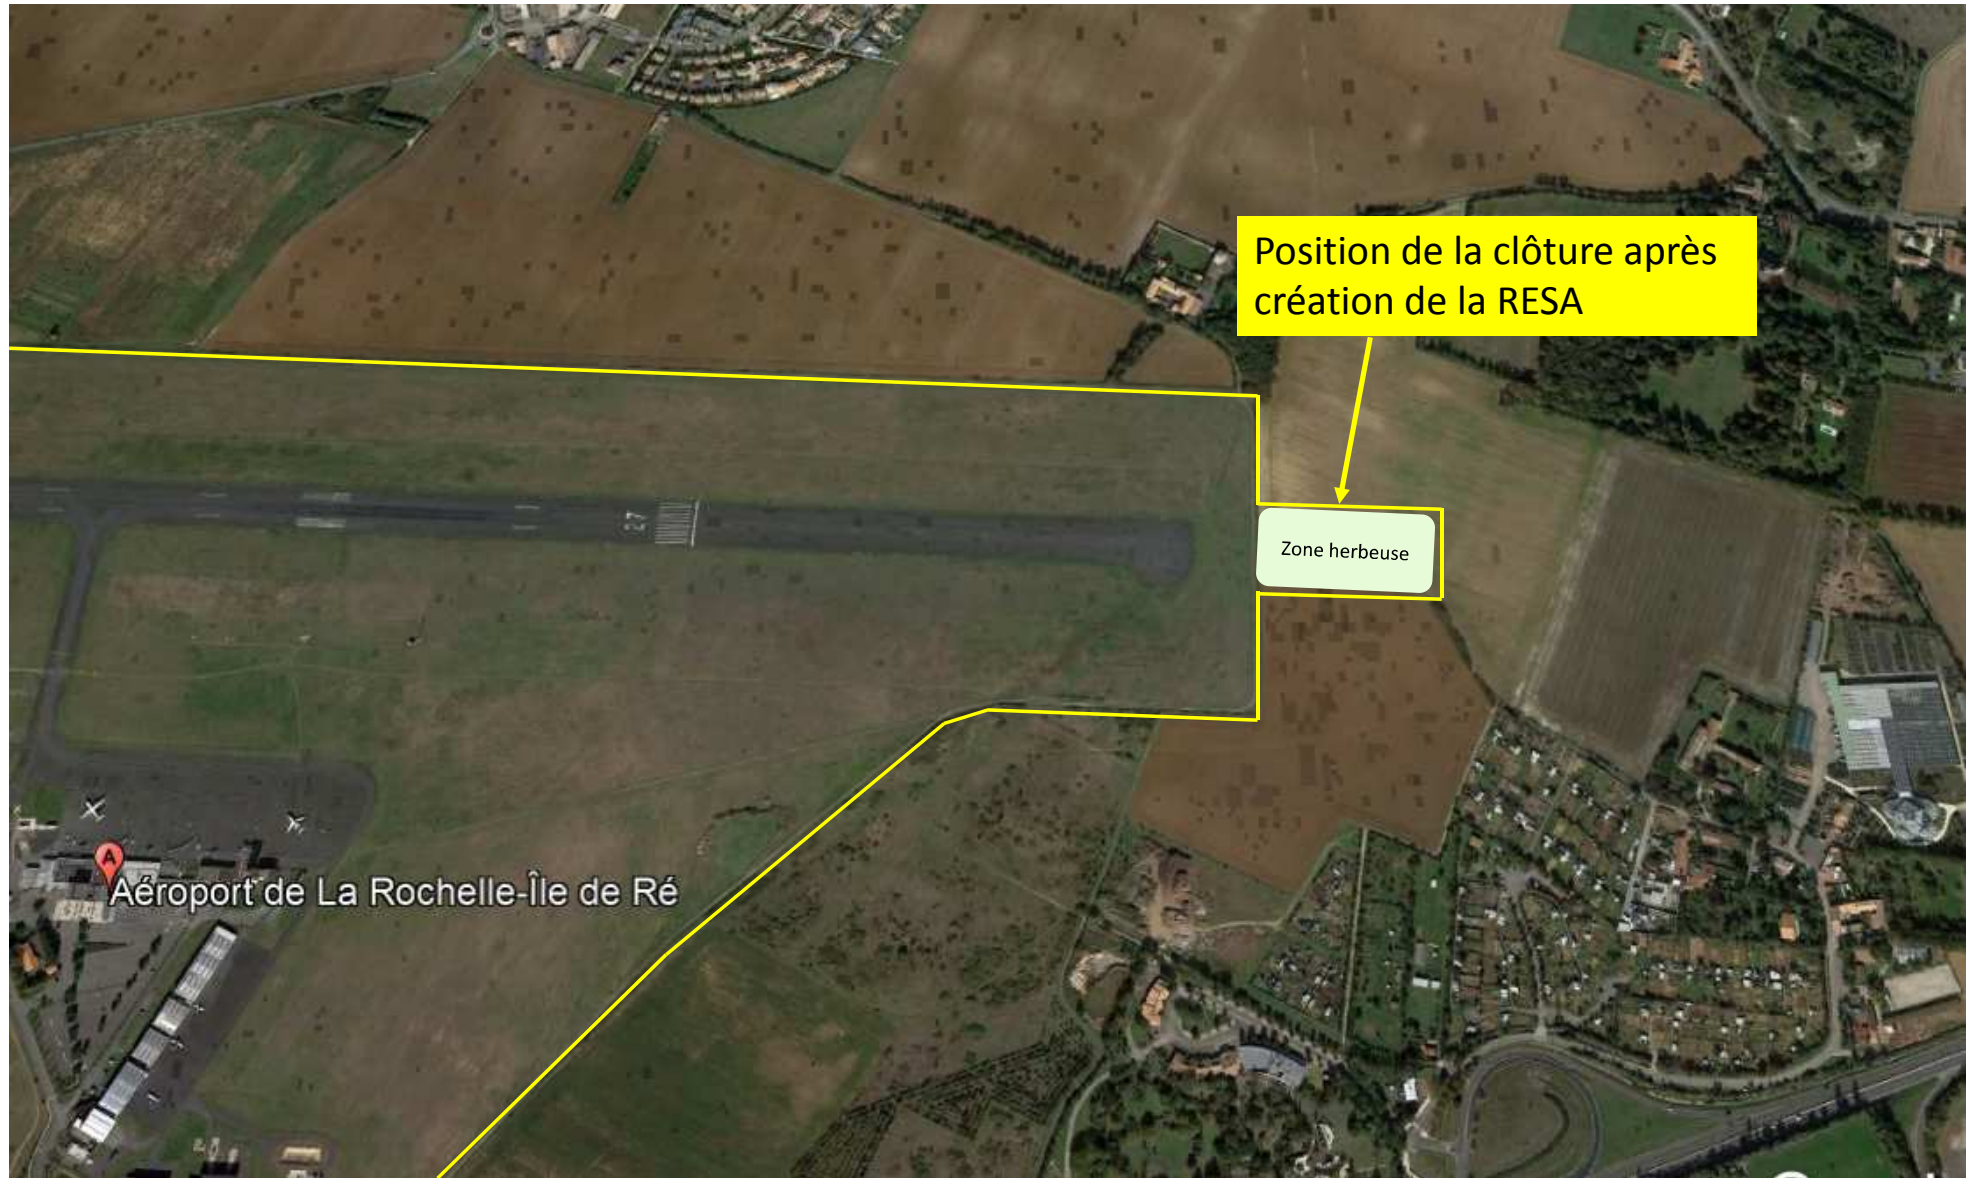 Position de la clôture après
création de la RESA
27
Zone herbeuse
A
Aéroport de La Rochelle-Île de Ré